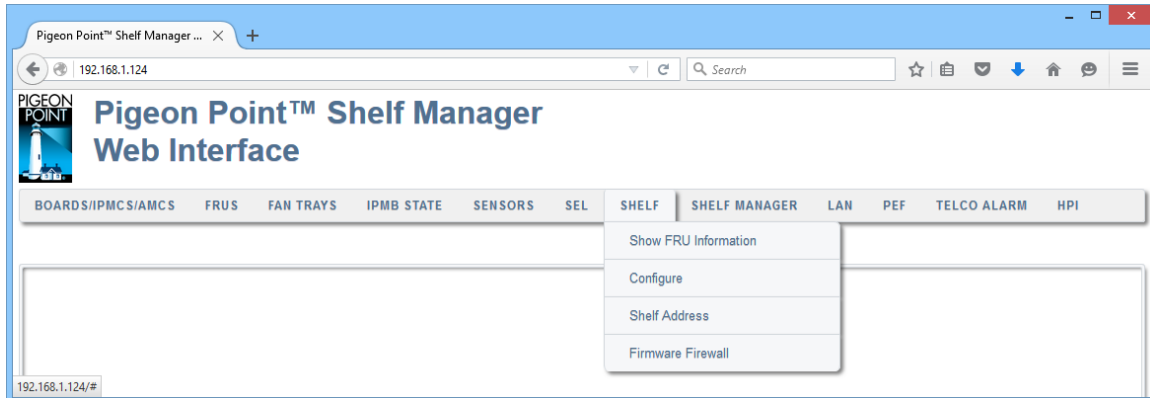 Pigeon Point™ Shelf Manager ...
192.168.1.124
Search
PIGEON
POINT
Pigeon Point™ Shelf Manager
Web Interface
BOARDS/IPMCS/AMCS FRUS FAN TRAYS IPMB STATE SENSORS SEL SHELF SHELF MANAGER LAN PEF TELCO ALARM HPI
Show FRU Information
Configure
Shelf Address
Firmware Firewall
192.168.1.124/#